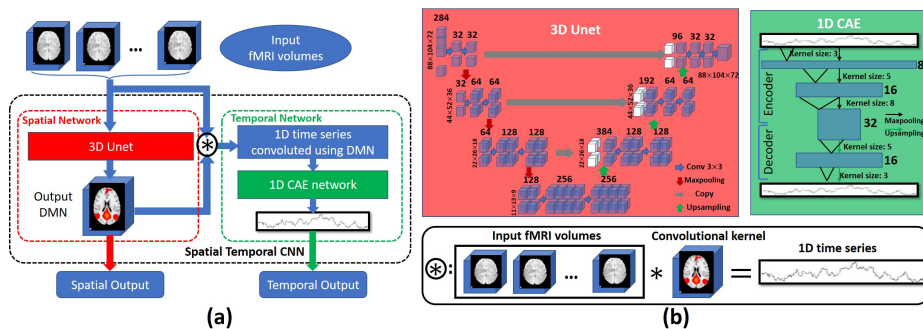 Input
fMRI volumes
...
Spatial Network
Temporal Network
3D Unet
1D time series
convoluted using DMN
Output
DMN
1D CAE network
Spatial Temporal CNN
Spatial Output
Temporal Output
(a)
3D Unet
284
32 32
96 32 32
88×104×72
88×104×72
32 64 64
192 64 64
44×52×36
44×52×36
64 128 128
384 128 128
22×26×18
22×26×18
128 256 256
11×13×9
Conv 3×3
Maxpooling
Copy
Upsampling
1D CAE
Kernel size: 3
8
Kernel size: 5
16
Kernel size: 8
32
Maxpooling
Upsampling
Kernel size: 5
16
Kernel size: 3
Encoder
Decoder
Input fMRI volumes
Convolutional kernel
1D time series
*:
...
* =
(b)